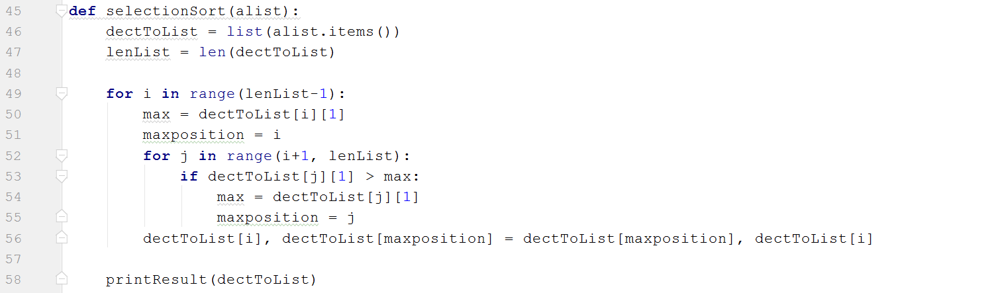 45 def selectionSort(alist):
46     dectToList = list(alist.items())
47     lenList = len(dectToList)
48
49     for i in range(lenList-1):
50         max = dectToList[i][1]
51         maxposition = i
52         for j in range(i+1, lenList):
53             if dectToList[j][1] > max:
54                 max = dectToList[j][1]
55                 maxposition = j
56         dectToList[i], dectToList[maxposition] = dectToList[maxposition], dectToList[i]
57
58     printResult(dectToList)